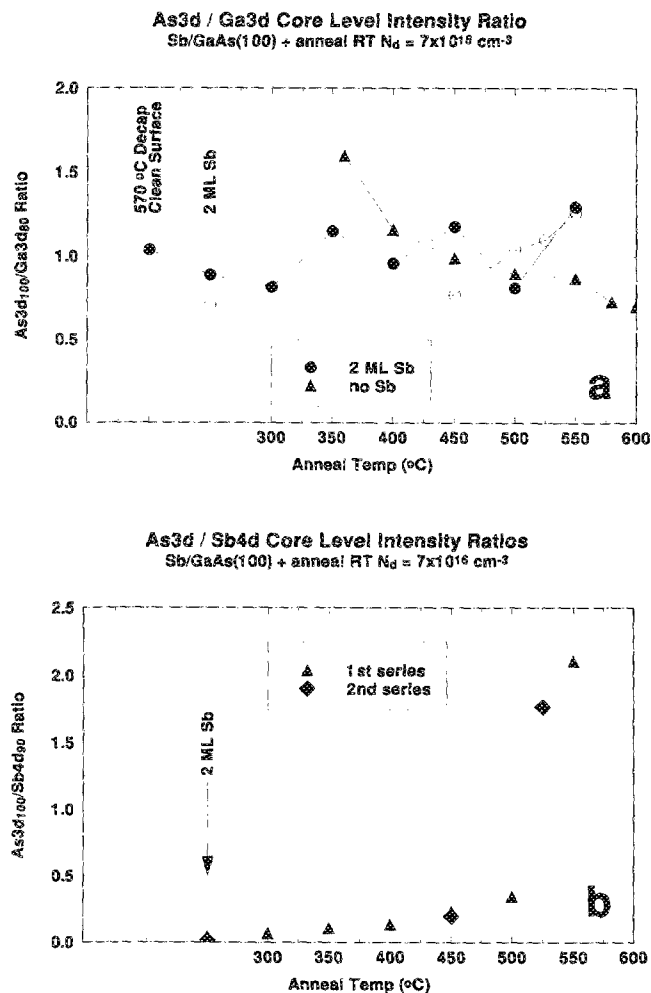 As3d / Ga3d Core Level Intensity Ratio
Sb/GaAs(100) + anneal RT Nd = 7x10¹⁶ cm⁻³
As3d₁₀₀/Ga3d₈₀ Ratio
2.0
1.5
1.0
0.5
0.0
570 ºC Decap
Clean Surface
2 ML Sb
2 ML Sb
no Sb
a
300 350 400 450 500 550 600
Anneal Temp (ºC)
As3d / Sb4d Core Level Intensity Ratios
Sb/GaAs(100) + anneal RT Nd = 7x10¹⁶ cm⁻³
As3d₁₀₀/Sb4d₉₀ Ratio
2.5
2.0
1.5
1.0
0.5
0.0
2 ML Sb
1st series
2nd series
b
300 350 400 450 500 550 600
Anneal Temp (ºC)